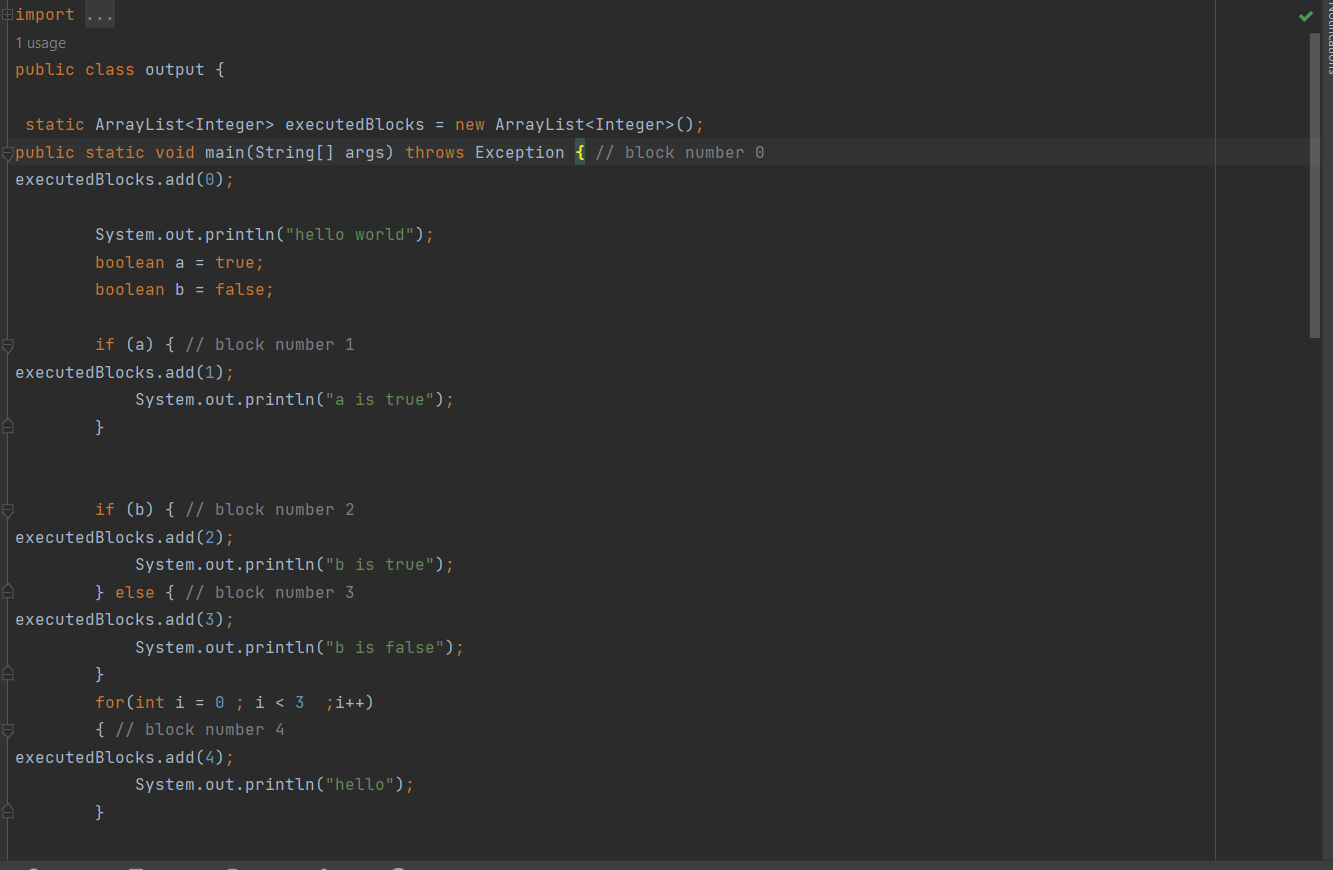 import ...
1 usage
public class output {
static ArrayList<Integer> executedBlocks = new ArrayList<Integer>();
public static void main(String[] args) throws Exception { // block number 0
executedBlocks.add(0);
System.out.println("hello world");
boolean a = true;
boolean b = false;
if (a) { // block number 1
executedBlocks.add(1);
System.out.println("a is true");
}
if (b) { // block number 2
executedBlocks.add(2);
System.out.println("b is true");
} else { // block number 3
executedBlocks.add(3);
System.out.println("b is false");
}
for(int i = 0 ; i < 3  ;i++)
{ // block number 4
executedBlocks.add(4);
System.out.println("hello");
}
Notifications